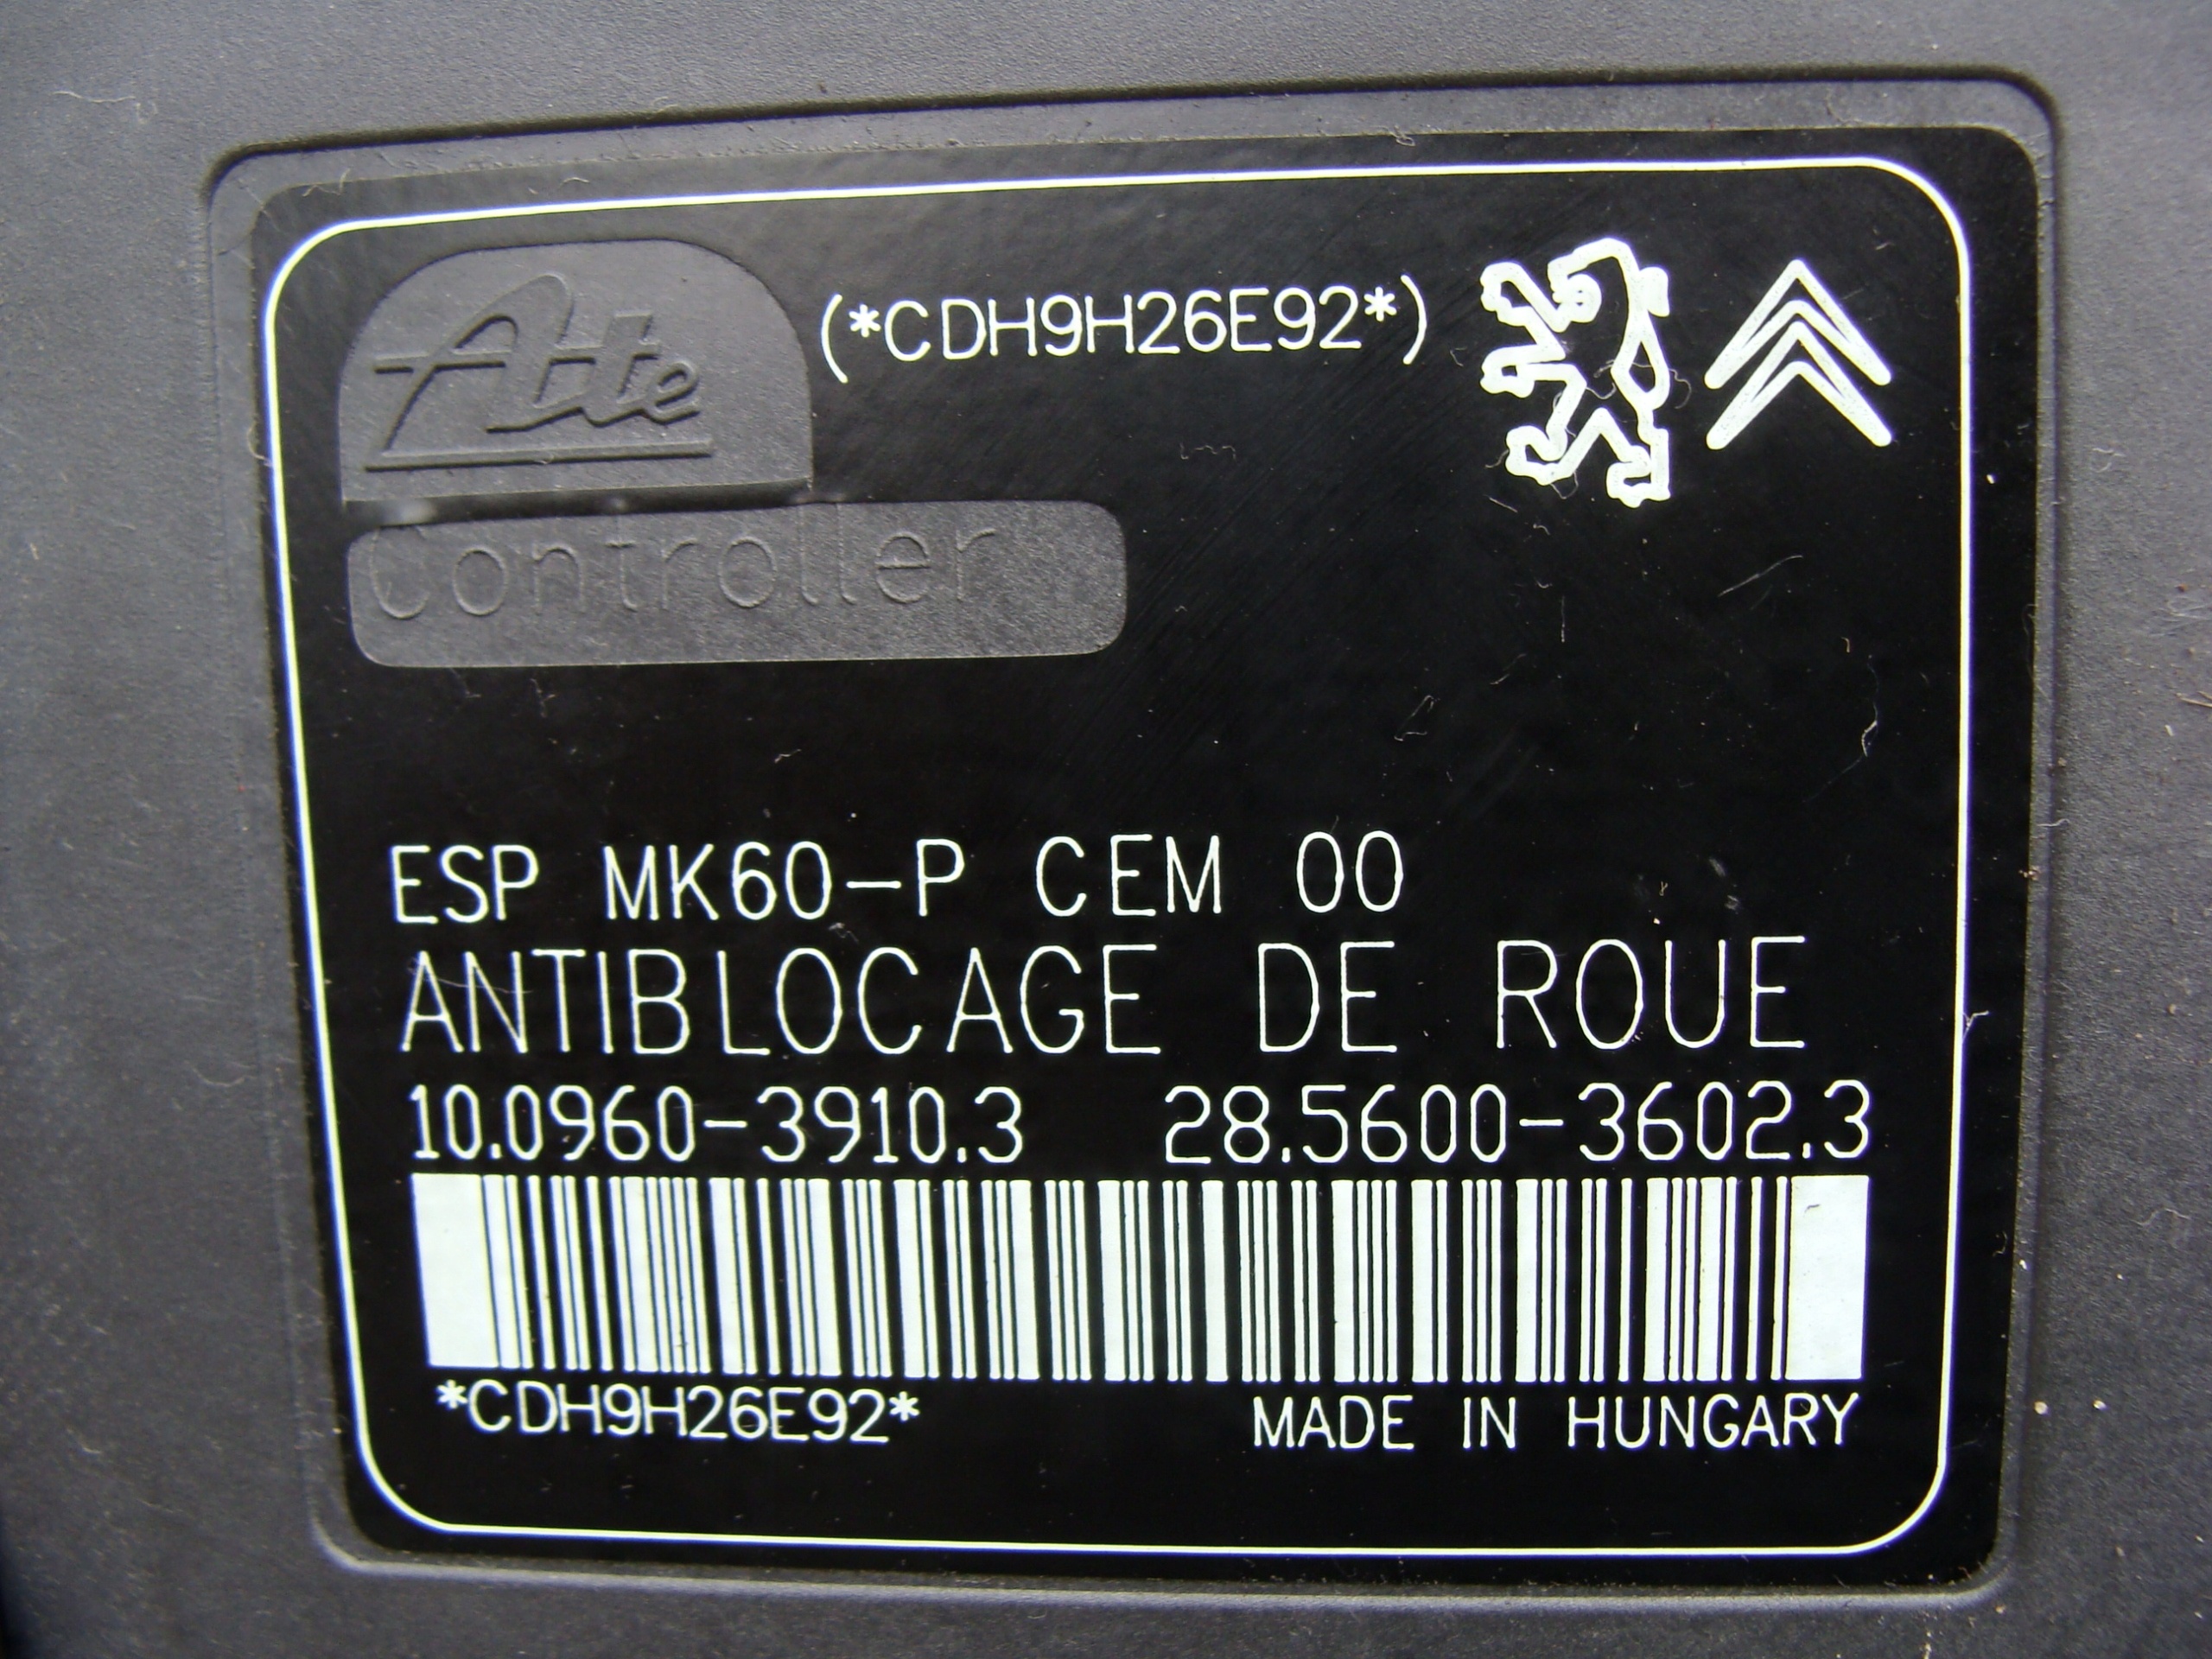 Ate
(*CDH9H26E92*)
Controller
ESP MK60-P CEM 00
ANTIBLOCAGE DE ROUE
10.0960-3910.3 28.5600-3602.3
*CDH9H26E92* MADE IN HUNGARY